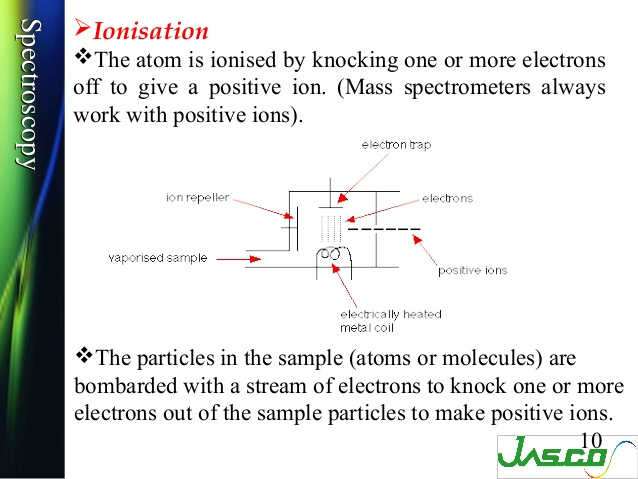 Spectroscopy
➢Ionisation
❖The atom is ionised by knocking one or more electrons
off to give a positive ion. (Mass spectrometers always
work with positive ions).
electron trap
ion repeller
electrons
vaporised sample
positive ions
electrically heated
metal coil
❖The particles in the sample (atoms or molecules) are
bombarded with a stream of electrons to knock one or more
electrons out of the sample particles to make positive ions.
10
JASCO